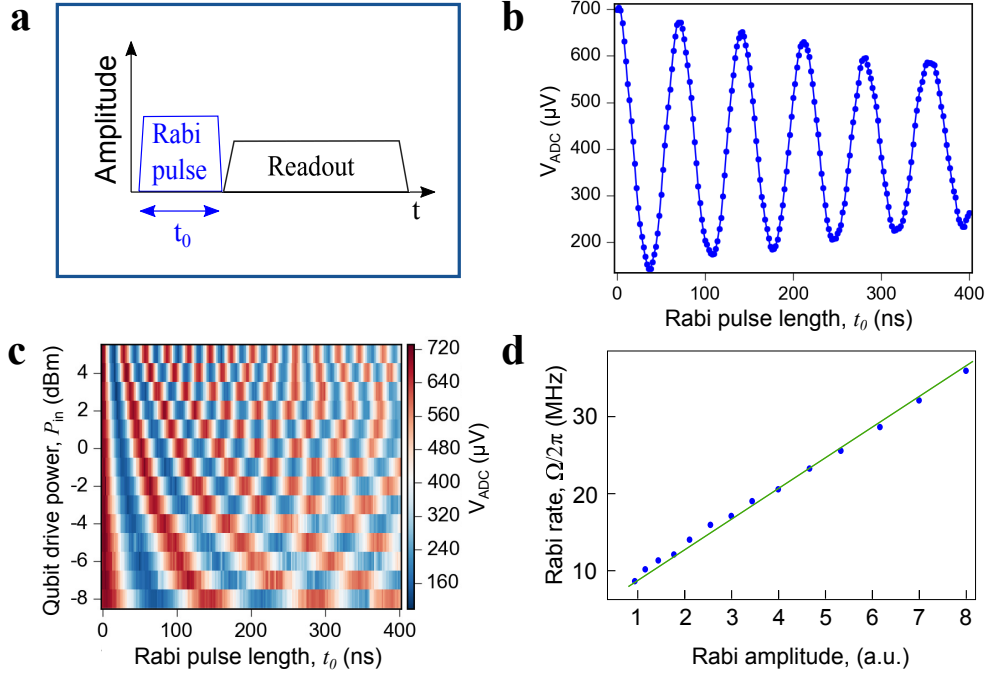 a
Amplitude
Rabi
pulse
Readout
t
t0
b
V_ADC (μV)
700
600
500
400
300
200
0
100
200
300
400
Rabi pulse length, t0 (ns)
c
Qubit drive power, P_in (dBm)
4
2
0
-2
-4
-6
-8
0
100
200
300
400
Rabi pulse length, t0 (ns)
720
640
560
480
400
320
240
160
V_ADC (μV)
d
Rabi rate, Ω/2π (MHz)
30
20
10
1
2
3
4
5
6
7
8
Rabi amplitude, (a.u.)